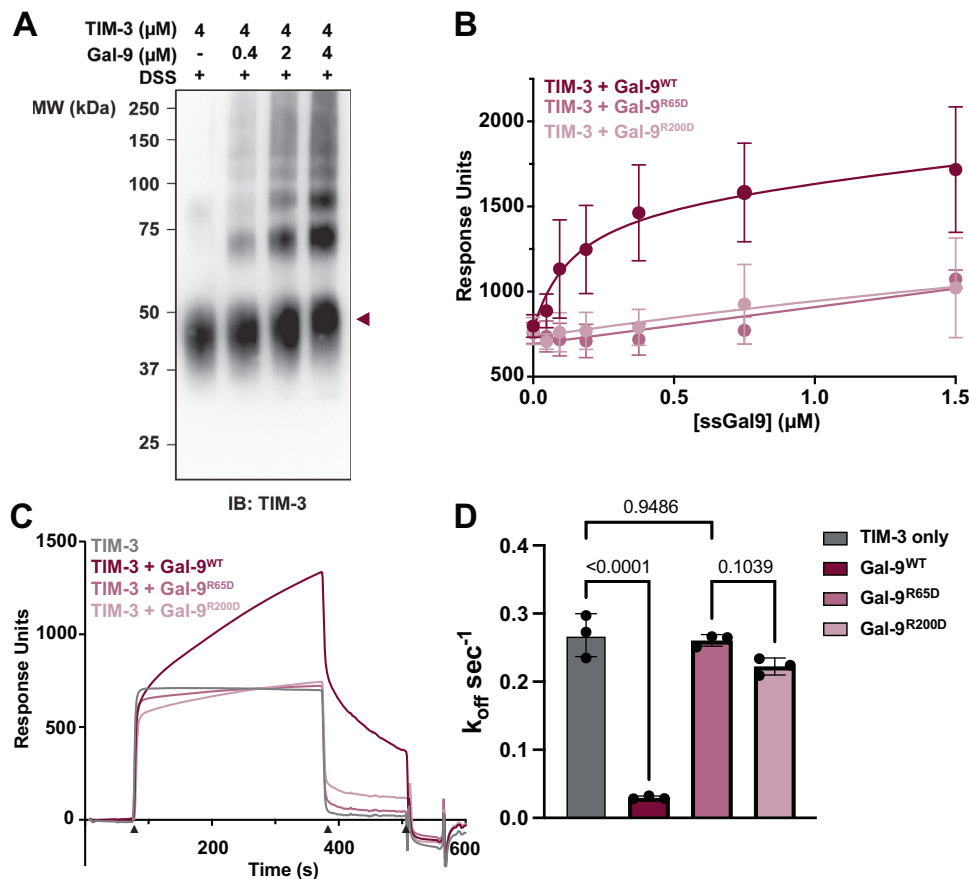 A
TIM-3 (µM) 4 4 4 4
Gal-9 (µM) - 0.4 2 4
DSS + + + +
MW (kDa)
250
150
100
75
50
37
25
IB: TIM-3
B
TIM-3 + Gal-9WT
TIM-3 + Gal-9R65D
TIM-3 + Gal-9R200D
2000
1500
1000
500
Response Units
0.0 0.5 1.0 1.5
[ssGal9] (µM)
C
TIM-3
TIM-3 + Gal-9WT
TIM-3 + Gal-9R65D
TIM-3 + Gal-9R200D
1500
1000
500
0
Response Units
200 400 600
Time (s)
D
0.9486
<0.0001 0.1039
0.4
0.3
0.2
0.1
0.0
koff sec-1
TIM-3 only
Gal-9WT
Gal-9R65D
Gal-9R200D